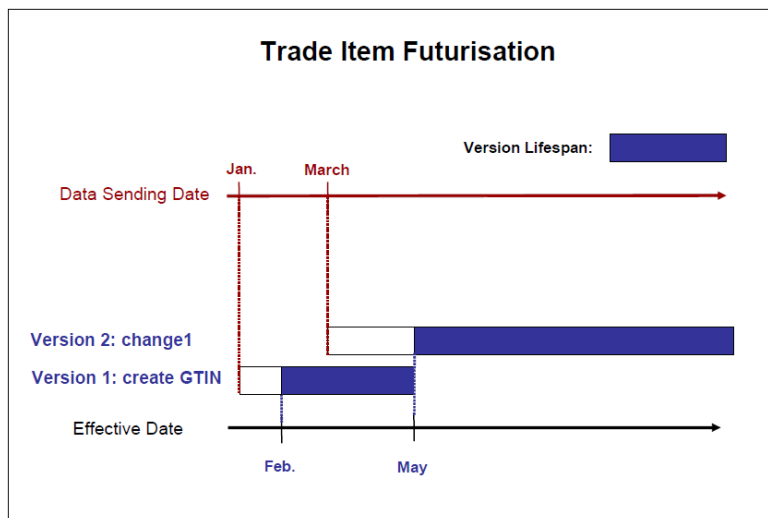 Trade Item Futurisation
Version Lifespan:
Jan.
March
Data Sending Date
Version 2: change1
Version 1: create GTIN
Effective Date
Feb.
May